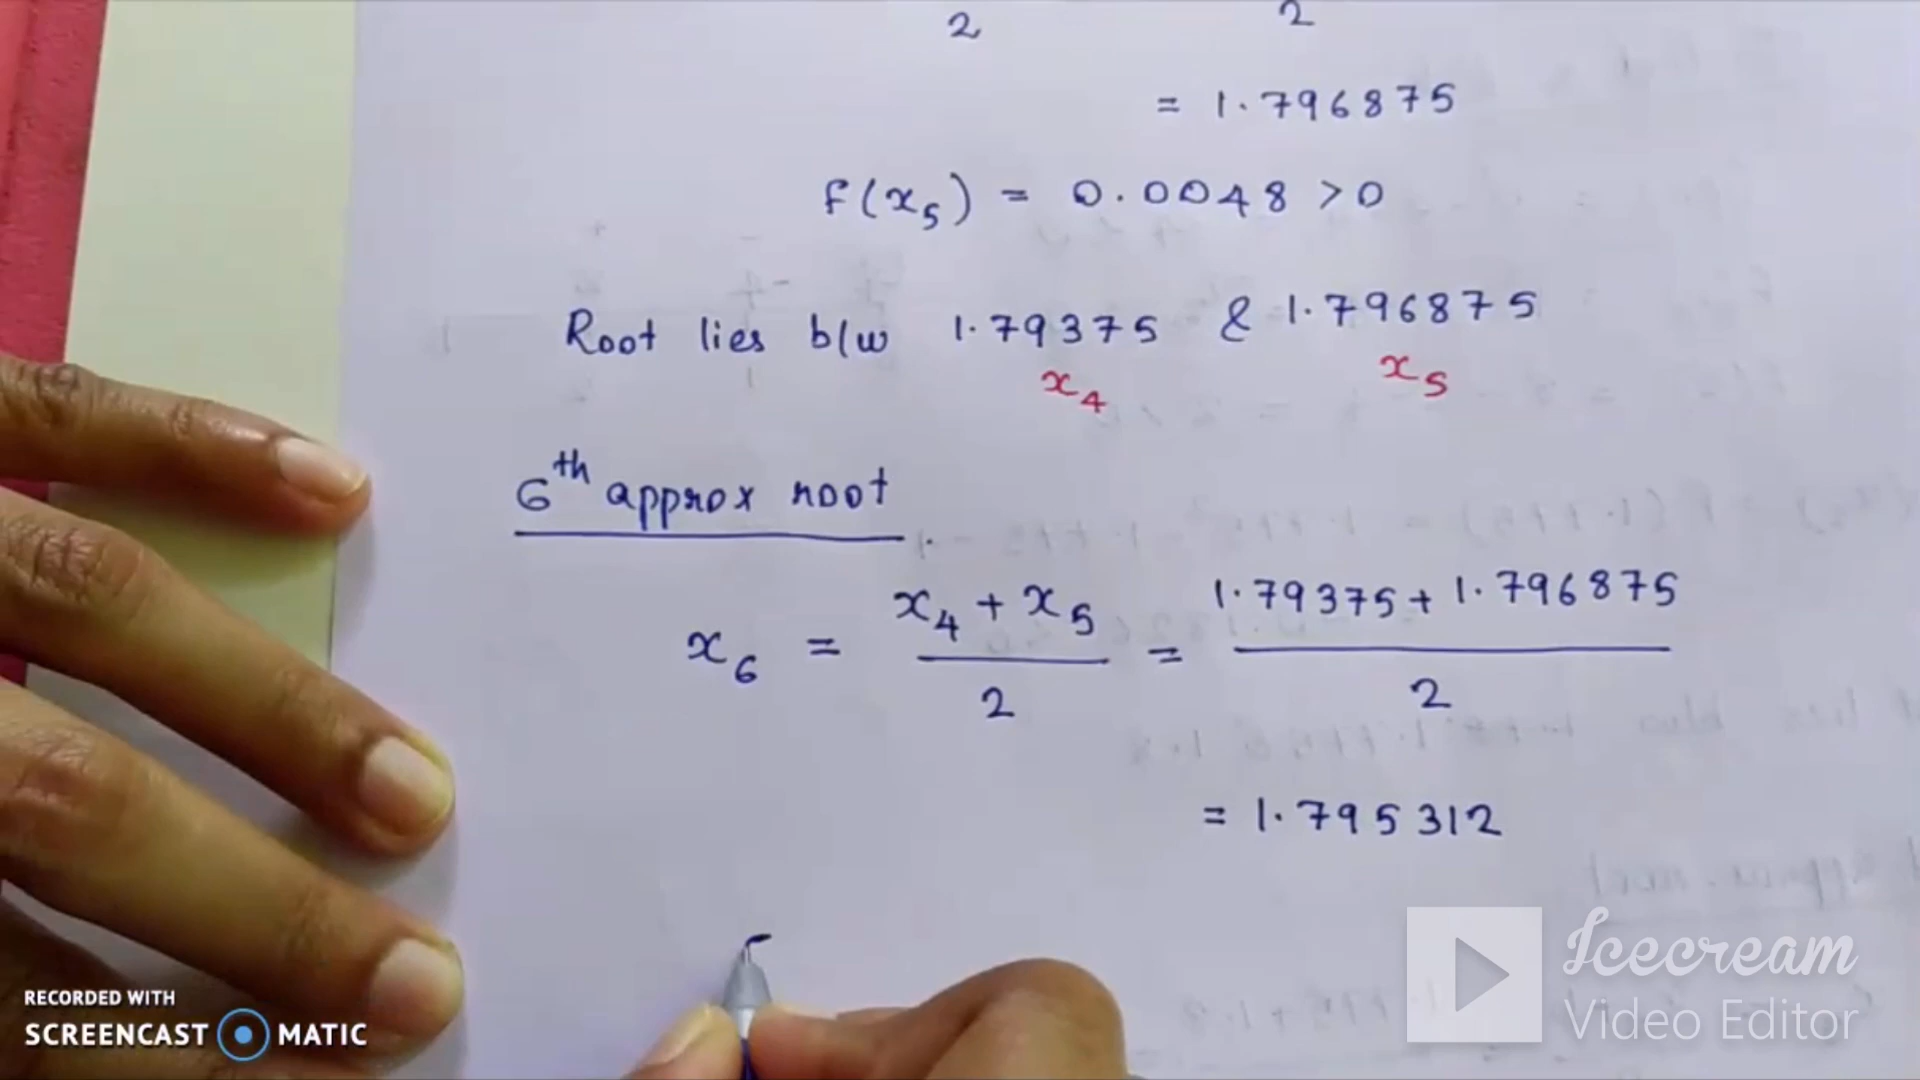 2 2
= 1.796875
f(x5) = 0.0048 > 0
Root lies b/w 1.79375 & 1.796875
x4 x5
6th approx root
x6 = x4 + x5 / 2 = 1.79375 + 1.796875 / 2
= 1.795312
Icecream
Video Editor
RECORDED WITH
SCREENCAST MATIC